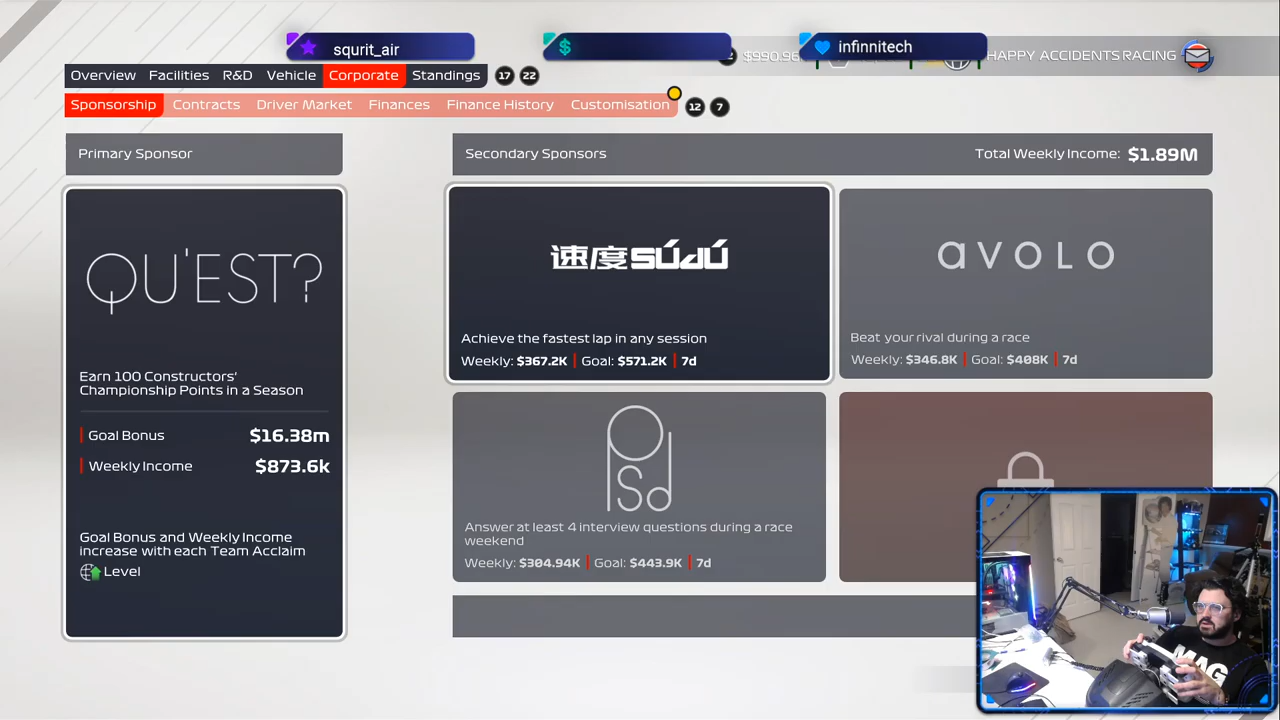 squrit_air
$
infinnitech
$990.96
HAPPY ACCIDENTS RACING
Overview Facilities R&D Vehicle Corporate Standings 17 22
Sponsorship Contracts Driver Market Finances Finance History Customisation 12 7
Primary Sponsor
QU'EST?
Earn 100 Constructors'
Championship Points in a Season
Goal Bonus $16.38m
Weekly Income $873.6k
Goal Bonus and Weekly Income
increase with each Team Acclaim
Level
Secondary Sponsors Total Weekly Income: $1.89M
速度SÚDÚ
Achieve the fastest lap in any session
Weekly: $367.2K Goal: $571.2K 7d
avolo
Beat your rival during a race
Weekly: $346.8K Goal: $408K 7d
PSd
Answer at least 4 interview questions during a race
weekend
Weekly: $304.94K Goal: $443.9K 7d
MAG